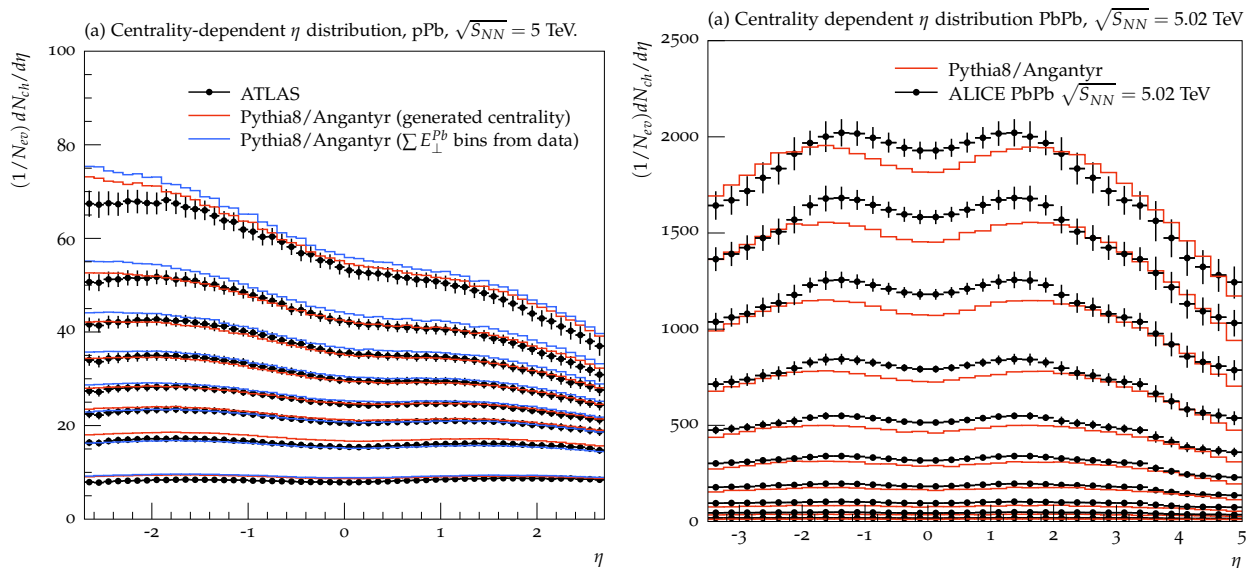 (a) Centrality-dependent η distribution, pPb, √S_NN = 5 TeV.
(1/N_ev) dN_ch/dη
100
80
60
40
20
0
ATLAS
Pythia8/Angantyr (generated centrality)
Pythia8/Angantyr (∑ E_⊥^Pb bins from data)
-2
-1
0
1
2
η
(a) Centrality dependent η distribution PbPb, √S_NN = 5.02 TeV
(1/N_ev) dN_ch/dη
2500
2000
1500
1000
500
0
Pythia8/Angantyr
ALICE PbPb √S_NN = 5.02 TeV
-3
-2
-1
0
1
2
3
4
5
η